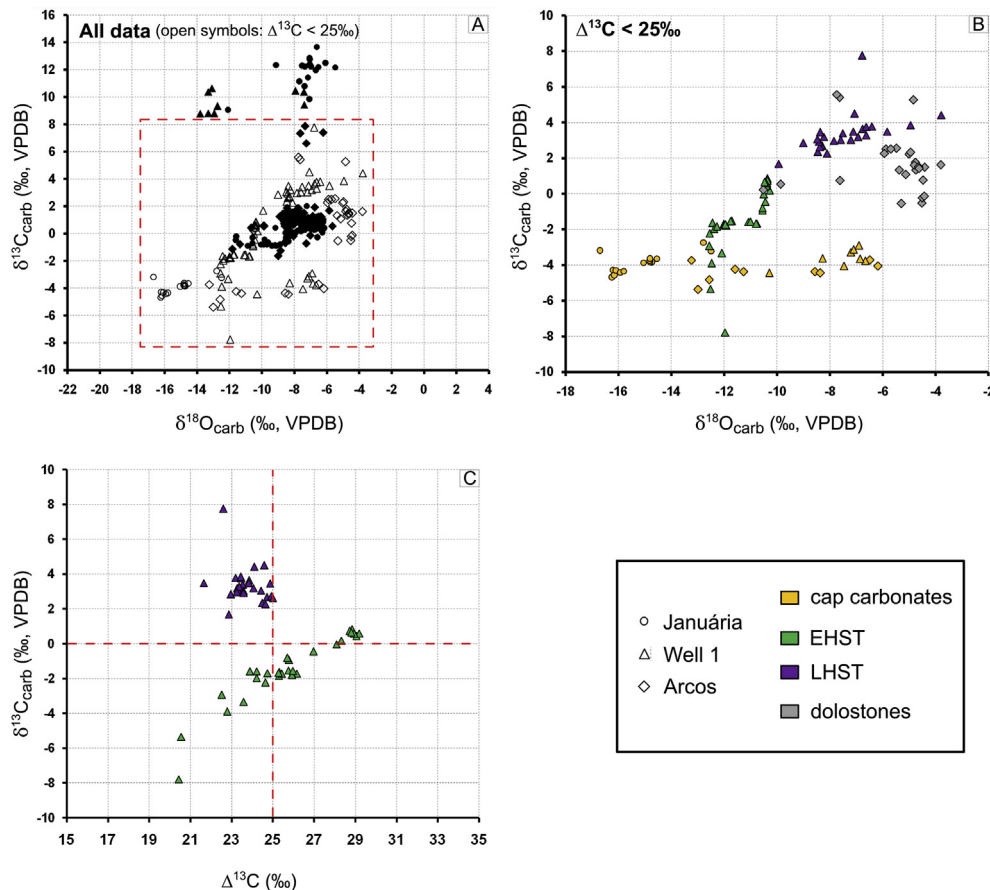 All data (open symbols: Δ¹³C < 25‰)
A
16
14
12
10
8
6
4
2
0
-2
-4
-6
-8
-10
δ¹³Ccarb (‰, VPDB)
-22 -20 -18 -16 -14 -12 -10 -8 -6 -4 -2 0 2 4
δ¹⁸Ocarb (‰, VPDB)
Δ¹³C < 25‰
B
10
8
6
4
2
0
-2
-4
-6
-8
-10
δ¹³Ccarb (‰, VPDB)
-18 -16 -14 -12 -10 -8 -6 -4 -2
δ¹⁸Ocarb (‰, VPDB)
C
10
8
6
4
2
0
-2
-4
-6
-8
-10
δ¹³Ccarb (‰, VPDB)
15 17 19 21 23 25 27 29 31 33 35
Δ¹³C (‰)
Januária
Well 1
Arcos
cap carbonates
EHST
LHST
dolostones